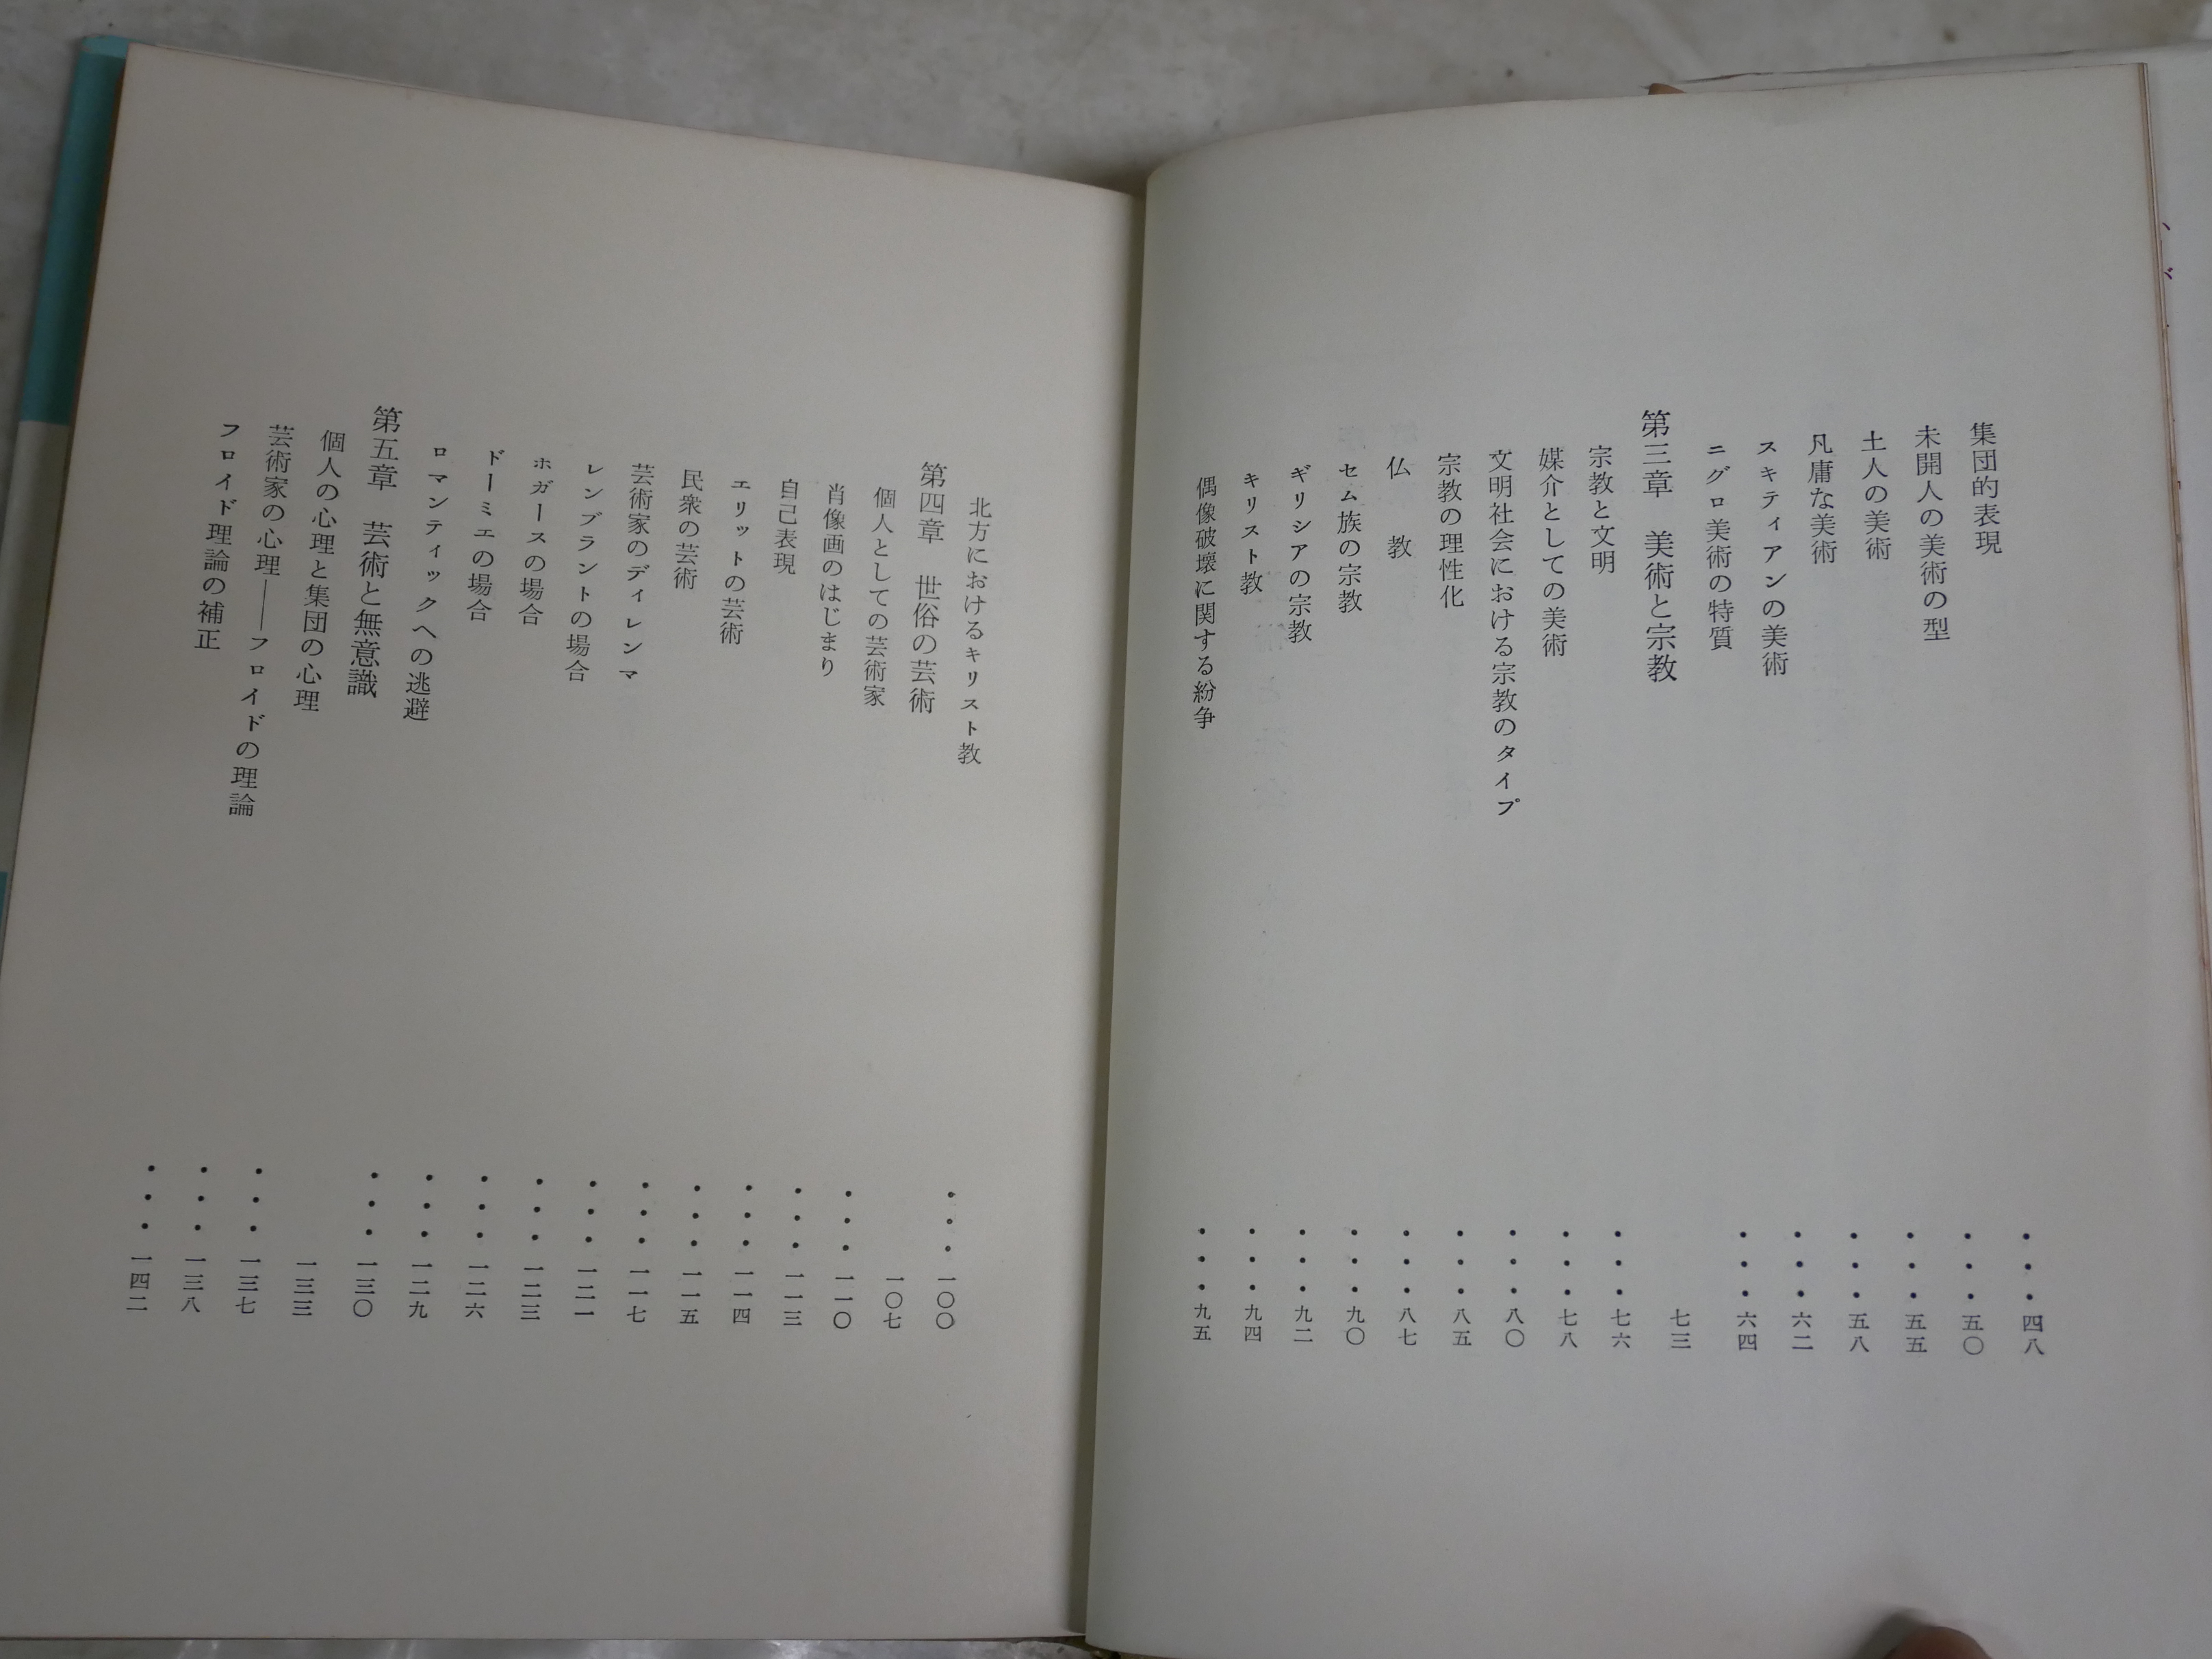 集団的表現・・・四八
未開人の美術の型・・・五〇
土人の美術・・・五五
凡庸な美術・・・五八
スキティアンの美術・・・六二
ニグロ美術の特質・・・六四
第三章　美術と宗教　七三
宗教と文明・・・七六
媒介としての美術・・・七八
文明社会における宗教のタイプ・・・八〇
宗教の理性化・・・八五
仏　教・・・八七
セム族の宗教・・・九〇
ギリシアの宗教・・・九二
キリスト教・・・九四
偶像破壊に関する紛争・・・九五
北方におけるキリスト教・・・一〇〇
第四章　世俗の芸術　一〇七
個人としての芸術家・・・一一〇
肖像画のはじまり・・・一一三
自己表現・・・一一四
エリットの芸術・・・一一五
民衆の芸術・・・一一七
芸術家のディレンマ・・・一二一
レンブラントの場合・・・一二三
ホガースの場合・・・一二六
ドーミエの場合・・・一二九
ロマンティックへの逃避・・・一三〇
第五章　芸術と無意識　一三三
個人の心理と集団の心理・・・一三七
芸術家の心理――フロイドの理論・・・一三八
フロイド理論の補正・・・一四二